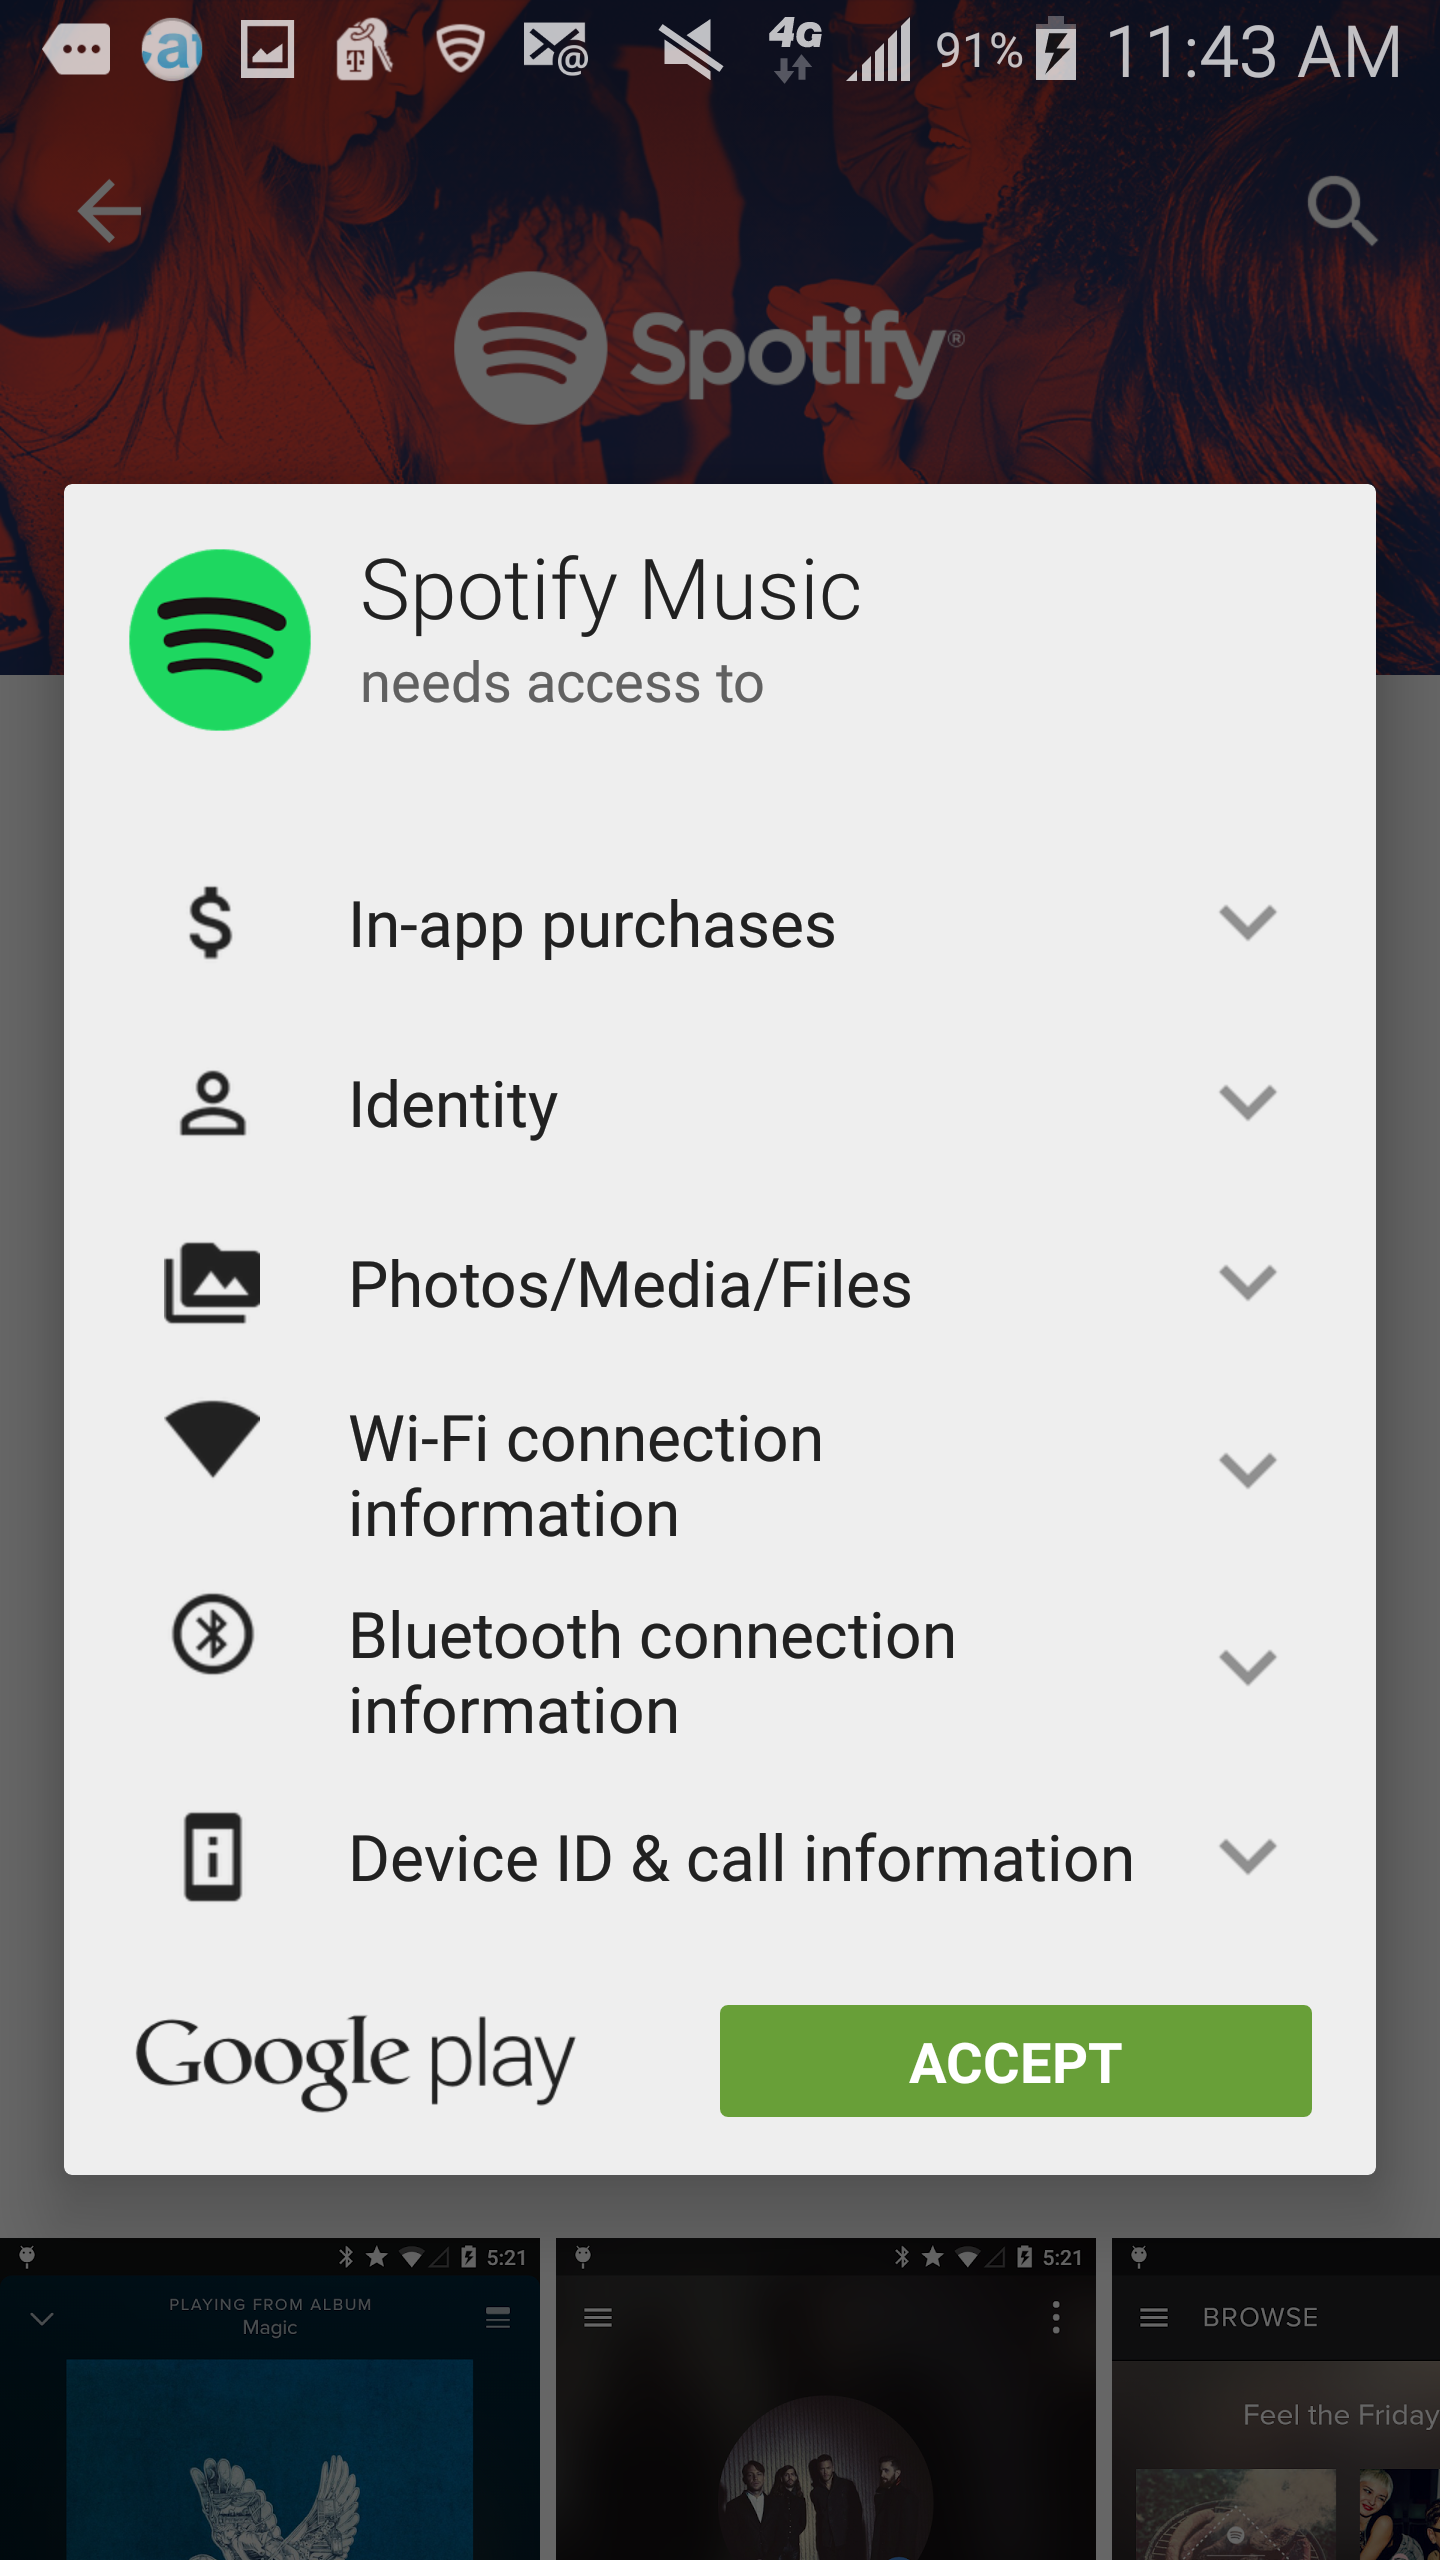 91% 11:43 AM
Spotify®
Spotify Music
needs access to
In-app purchases
Identity
Photos/Media/Files
Wi-Fi connection
information
Bluetooth connection
information
Device ID & call information
Google play
ACCEPT
5:21
PLAYING FROM ALBUM
Magic
5:21
BROWSE
Feel the Friday